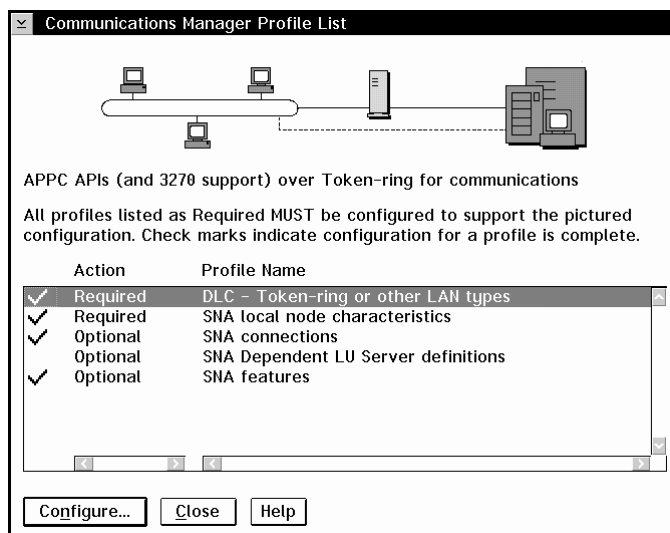 Communications Manager Profile List
APPC APIs (and 3270 support) over Token-ring for communications
All profiles listed as Required MUST be configured to support the pictured
configuration. Check marks indicate configuration for a profile is complete.
Action Profile Name
Required DLC - Token-ring or other LAN types
Required SNA local node characteristics
Optional SNA connections
Optional SNA Dependent LU Server definitions
Optional SNA features
Configure... Close Help